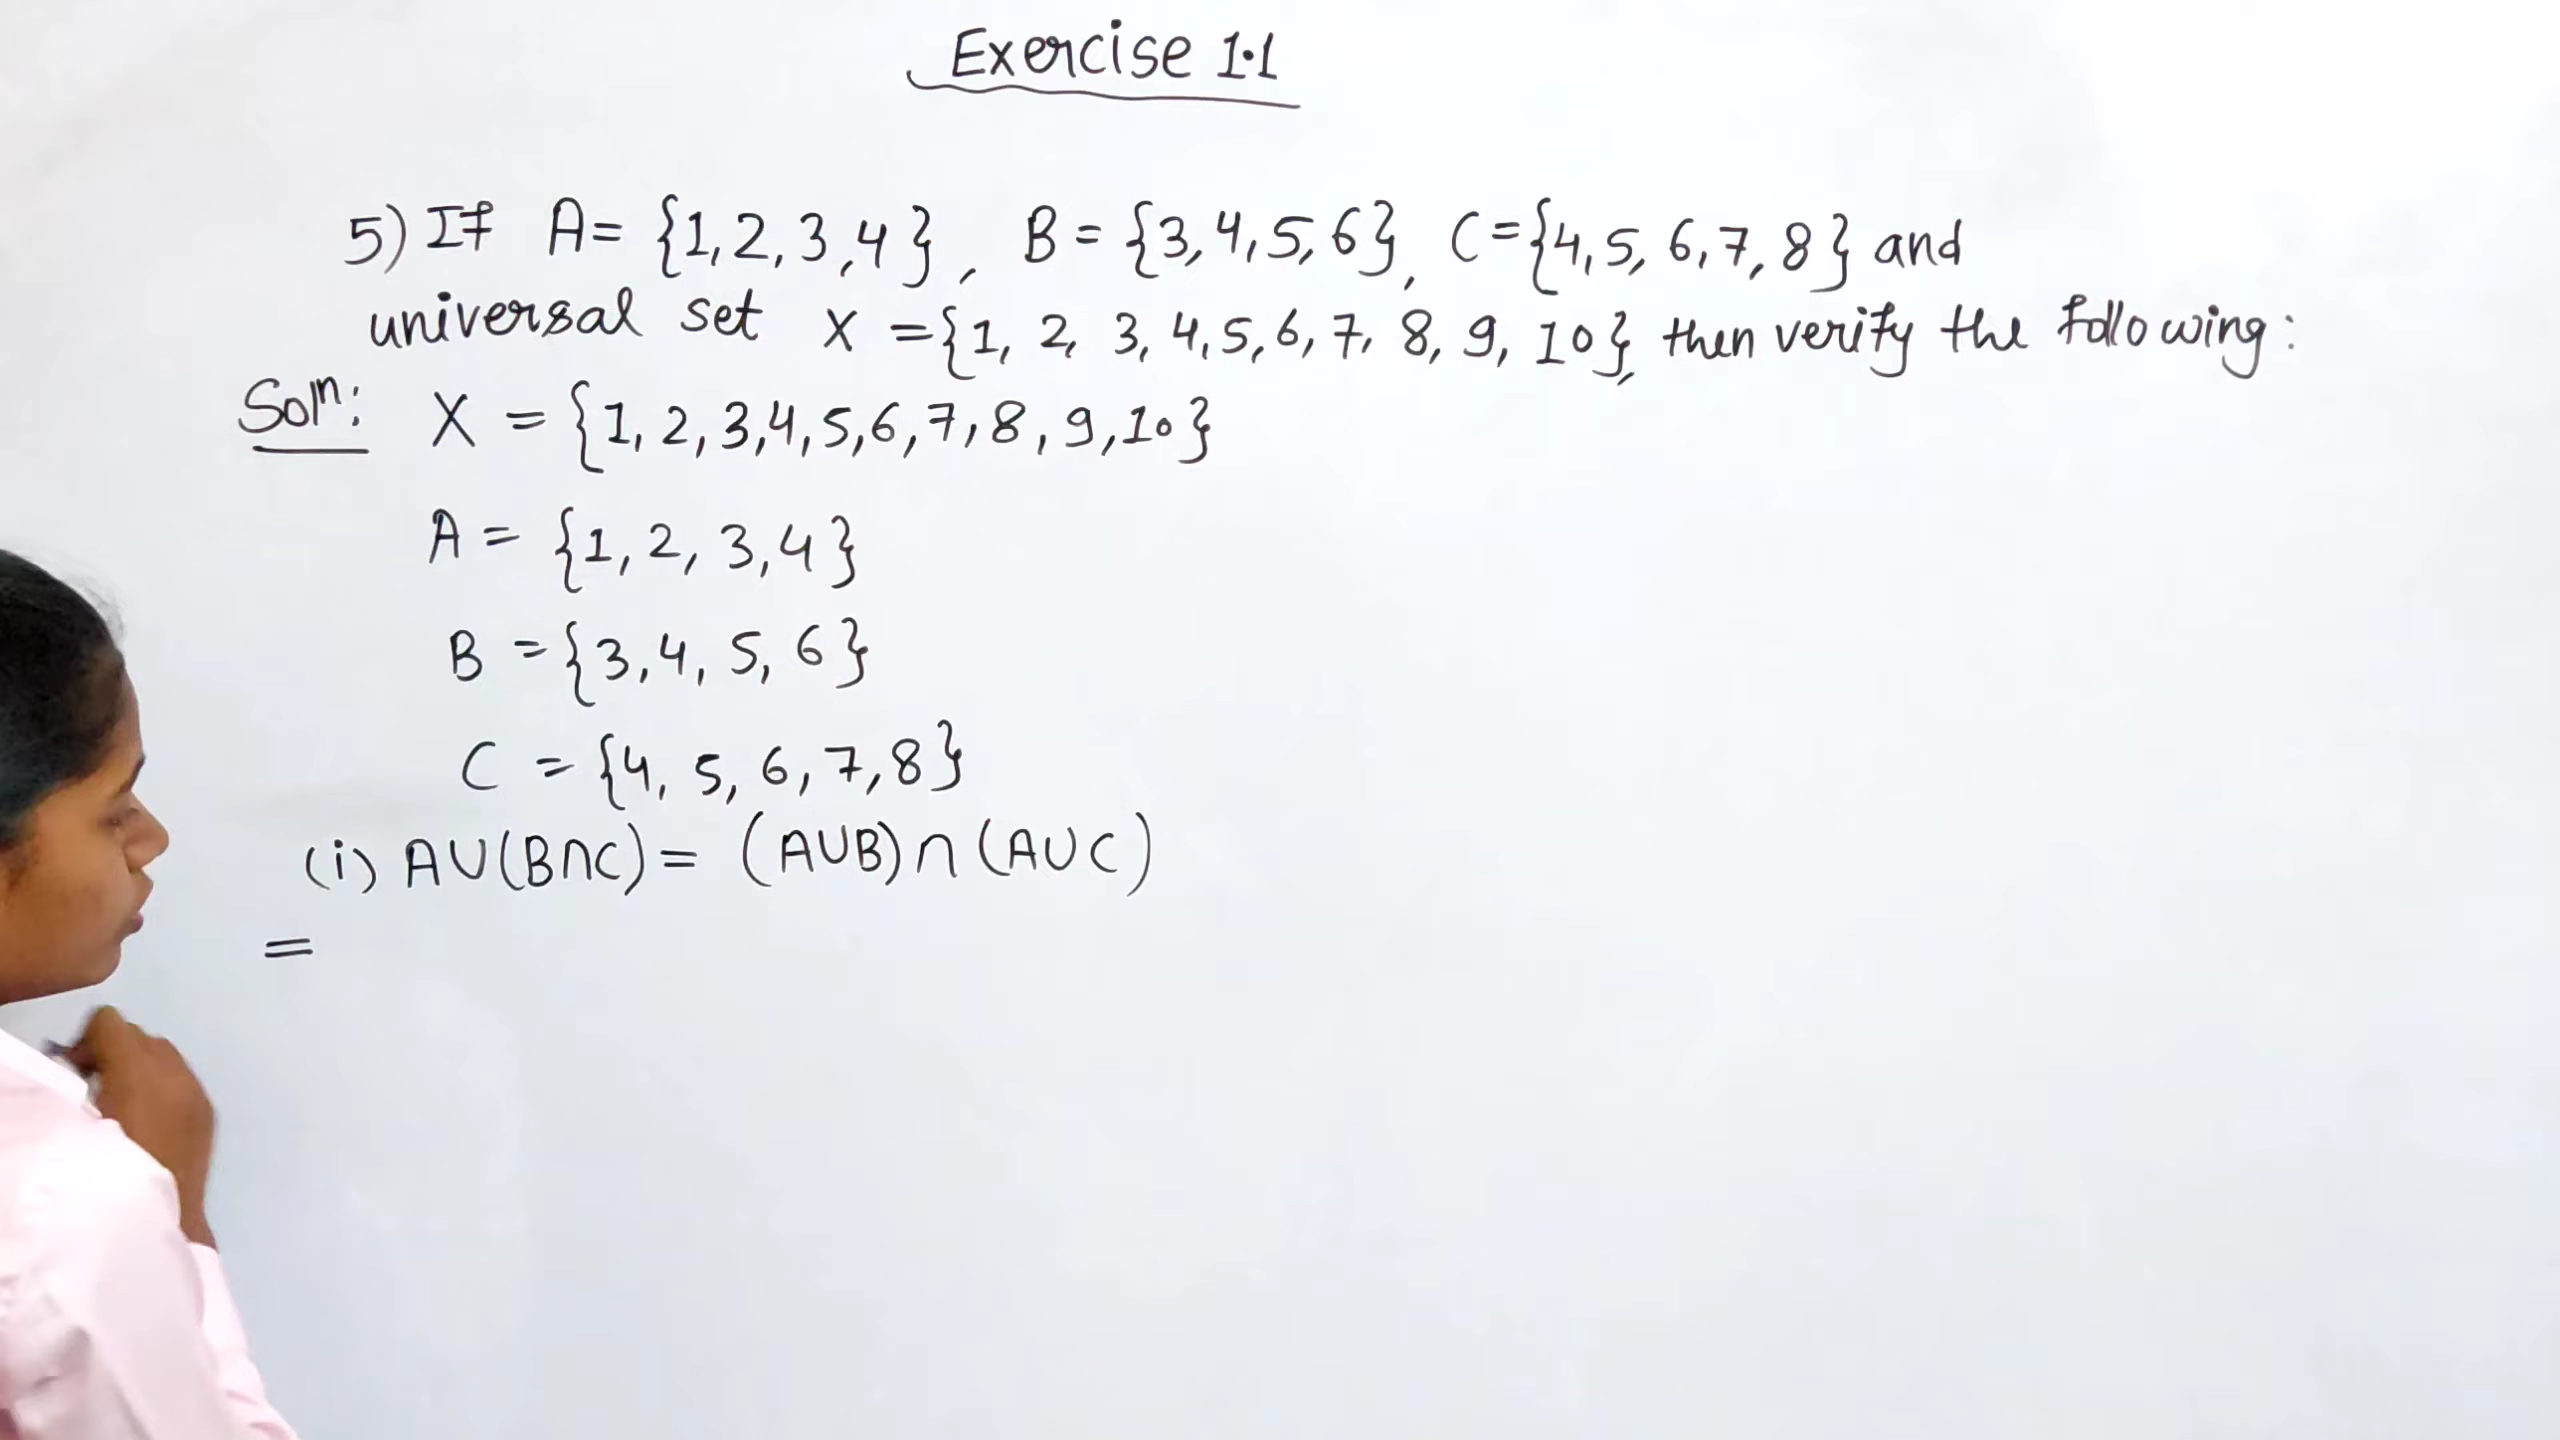 Exercise 1.1
5) If A = {1, 2, 3, 4}, B = {3, 4, 5, 6}, C = {4, 5, 6, 7, 8} and
universal set X = {1, 2, 3, 4, 5, 6, 7, 8, 9, 10}, then verify the following:
Solⁿ: X = {1, 2, 3, 4, 5, 6, 7, 8, 9, 10}
A = {1, 2, 3, 4}
B = {3, 4, 5, 6}
C = {4, 5, 6, 7, 8}
(i) A∪(B∩C) = (A∪B)∩(A∪C)
=